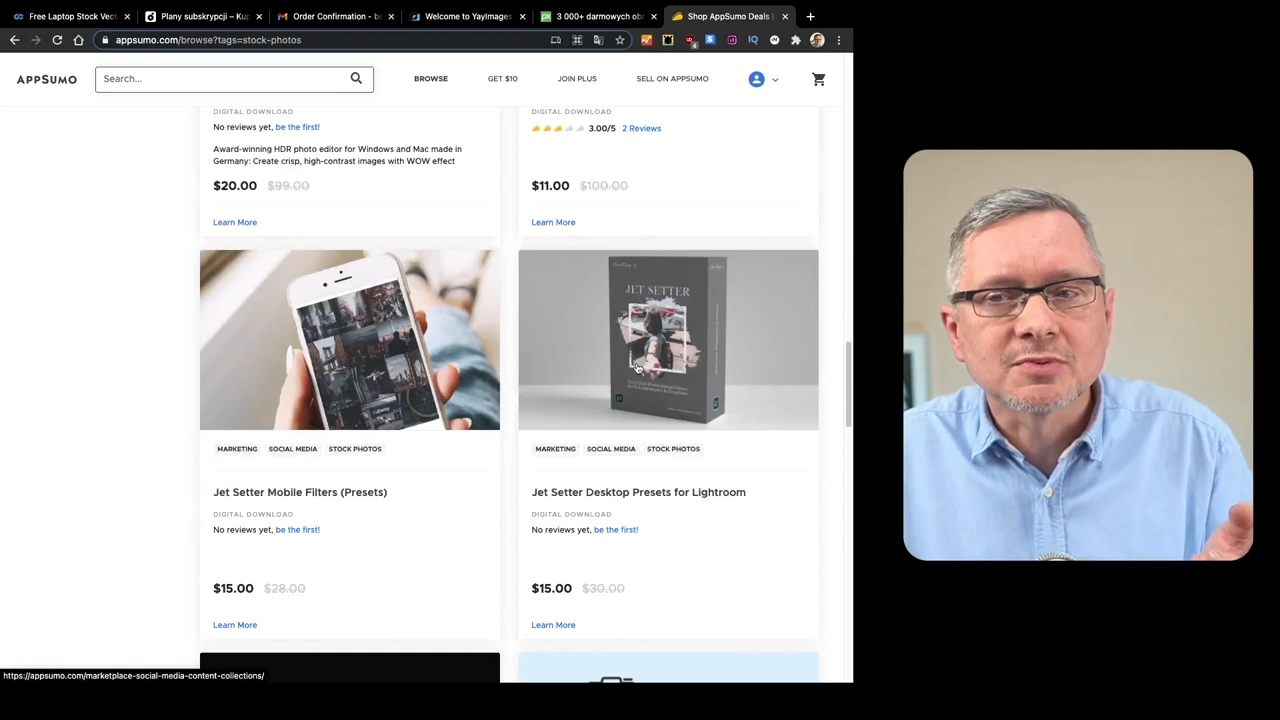 Free Laptop Stock Vect
Plany subskrypcji – Kup
Order Confirmation - b
Welcome to YayImages
3 000+ darmowych ob
Shop AppSumo Deals |
appsumo.com/browse?tags=stock-photos
APPSUMO
Search...
BROWSE
GET $10
JOIN PLUS
SELL ON APPSUMO
DIGITAL DOWNLOAD
No reviews yet, be the first!
Award-winning HDR photo editor for Windows and Mac made in
Germany: Create crisp, high-contrast images with WOW effect
$20.00 $99.00
Learn More
DIGITAL DOWNLOAD
3.00/5 2 Reviews
$11.00 $100.00
Learn More
MARKETING SOCIAL MEDIA STOCK PHOTOS
Jet Setter Mobile Filters (Presets)
DIGITAL DOWNLOAD
No reviews yet, be the first!
$15.00 $28.00
Learn More
JET SETTER
MARKETING SOCIAL MEDIA STOCK PHOTOS
Jet Setter Desktop Presets for Lightroom
DIGITAL DOWNLOAD
No reviews yet, be the first!
$15.00 $30.00
Learn More
https://appsumo.com/marketplace-social-media-content-collections/